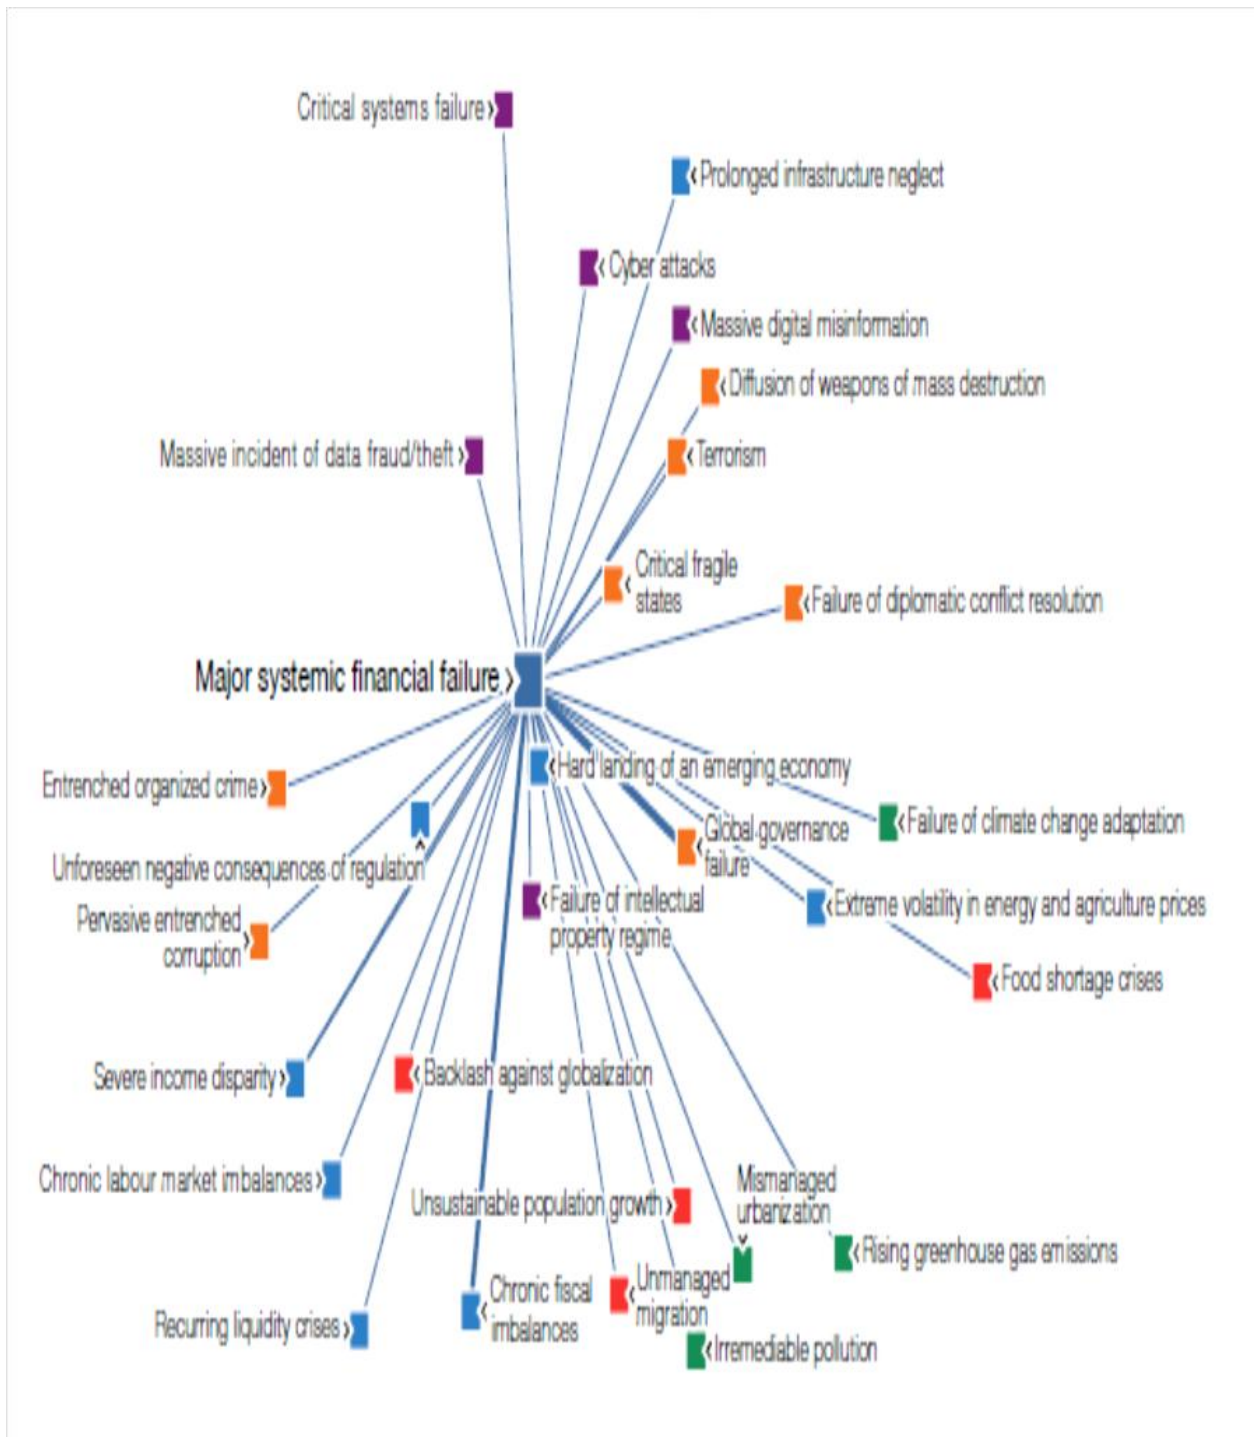 Critical systems failure
Prolonged infrastructure neglect
Cyber attacks
Massive digital misinformation
Diffusion of weapons of mass destruction
Massive incident of data fraud/theft
Terrorism
Critical fragile
states
Failure of diplomatic conflict resolution
Major systemic financial failure
Hard landing of an emerging economy
Entrenched organized crime
Failure of climate change adaptation
Global governance
failure
Unforeseen negative consequences of regulation
Extreme volatility in energy and agriculture prices
Failure of intellectual
property regime
Pervasive entrenched
corruption
Food shortage crises
Severe income disparity
Backlash against globalization
Chronic labour market imbalances
Mismanaged
urbanization
Unsustainable population growth
Rising greenhouse gas emissions
Unmanaged
migration
Chronic fiscal
imbalances
Recurring liquidity crises
Irremediable pollution